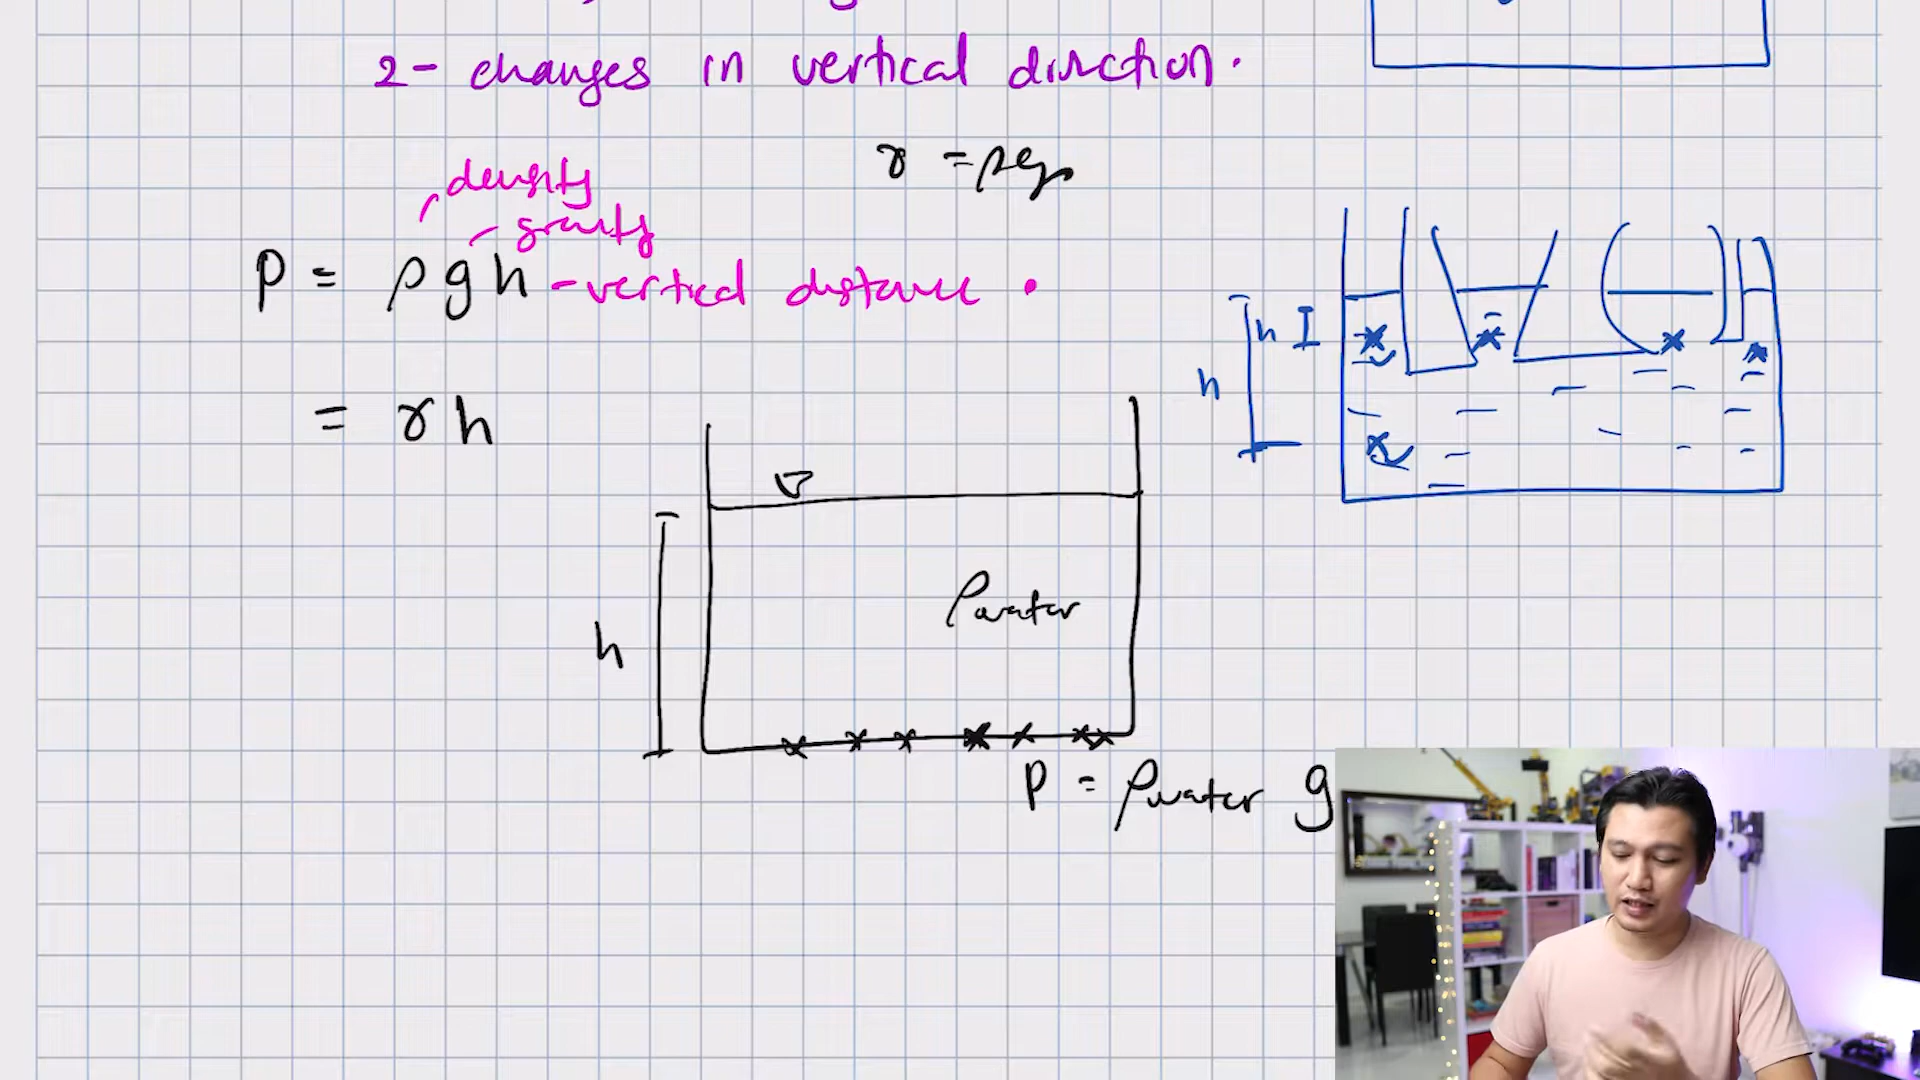 2- changes in vertical direction.
γ = ρg
density
gravity
P = ρgh - vertical distance
= γh
h
h
h
ρwater
P = ρwater g